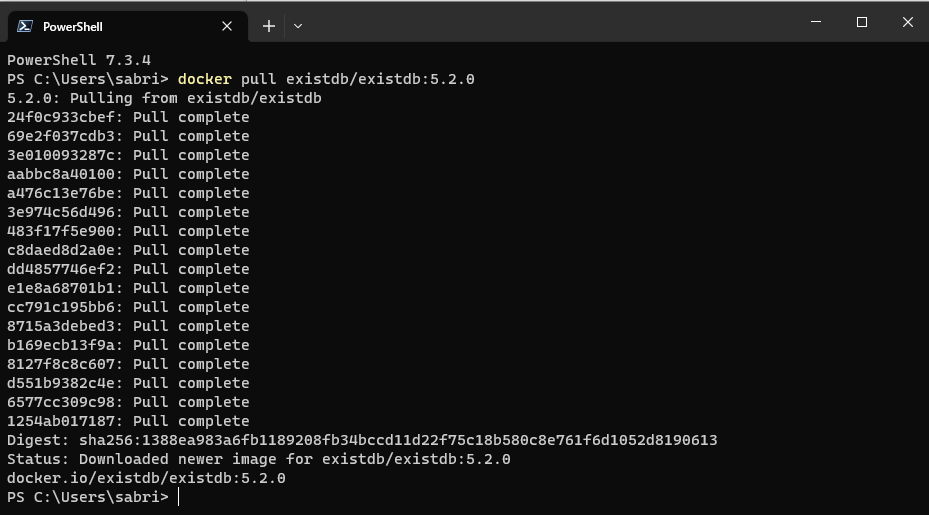 PowerShell
PowerShell 7.3.4
PS C:\Users\sabri> docker pull existdb/existdb:5.2.0
5.2.0: Pulling from existdb/existdb
24f0c933cbef: Pull complete
69e2f037cdb3: Pull complete
3e010093287c: Pull complete
aabbc8a40100: Pull complete
a476c13e76be: Pull complete
3e974c56d496: Pull complete
483f17f5e900: Pull complete
c8daed8d2a0e: Pull complete
dd4857746ef2: Pull complete
e1e8a68701b1: Pull complete
cc791c195bb6: Pull complete
8715a3debed3: Pull complete
b169ecb13f9a: Pull complete
8127f8c8c607: Pull complete
d551b9382c4e: Pull complete
6577cc309c98: Pull complete
1254ab017187: Pull complete
Digest: sha256:1388ea983a6fb1189208fb34bccd11d22f75c18b580c8e761f6d1052d8190613
Status: Downloaded newer image for existdb/existdb:5.2.0
docker.io/existdb/existdb:5.2.0
PS C:\Users\sabri>